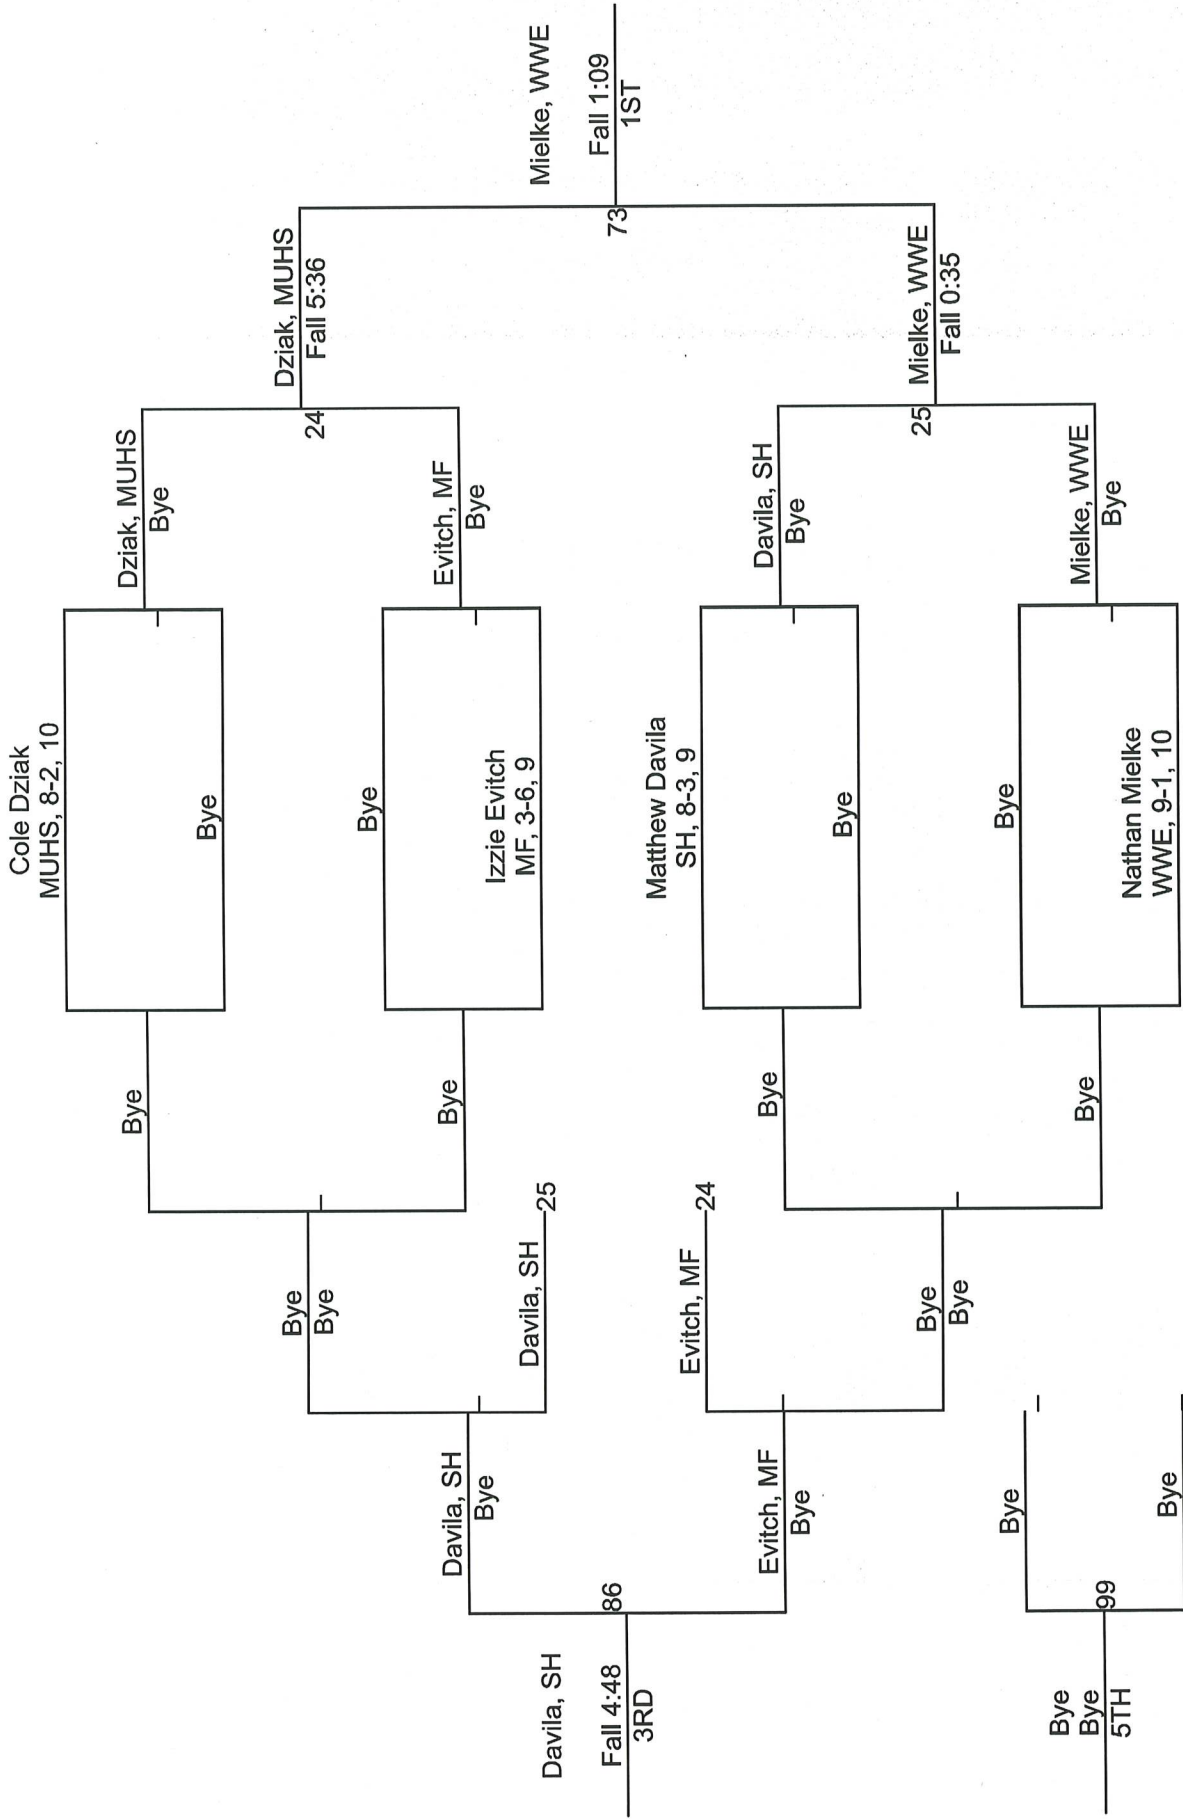 Cole Dziak
MUHS, 8-2, 10
Bye
Dziak, MUHS
Bye
Bye
Izzie Evitch
MF, 3-6, 9
Evitch, MF
Bye
24
Dziak, MUHS
Fall 5:36
Matthew Davila
SH, 8-3, 9
Bye
Davila, SH
Bye
Bye
Nathan Mielke
WWE, 9-1, 10
Mielke, WWE
Bye
25
Mielke, WWE
Fall 0:35
73
Mielke, WWE
Fall 1:09
1ST
Bye
Bye
Bye
Bye
Davila, SH
25
Davila, SH
Bye
Bye
Bye
Evitch, MF
24
Bye
Bye
Evitch, MF
Bye
86
Davila, SH
Fall 4:48
3RD
Bye
Bye
99
Bye
Bye
5TH